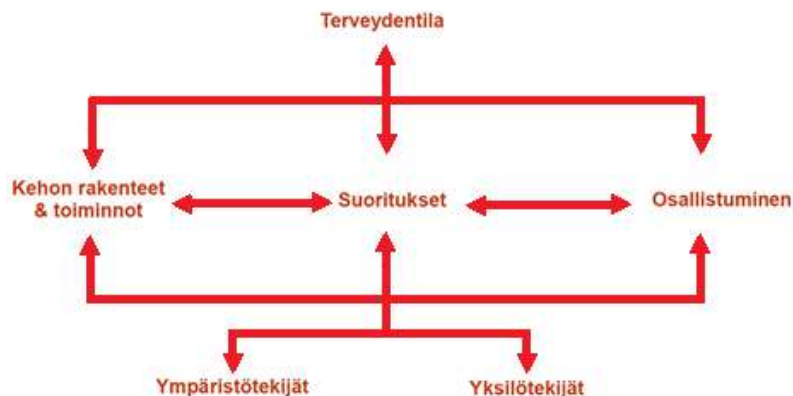 Terveydentila
Kehon rakenteet
& toiminnot
Suoritukset
Osallistuminen
Ympäristötekijät
Yksilötekijät